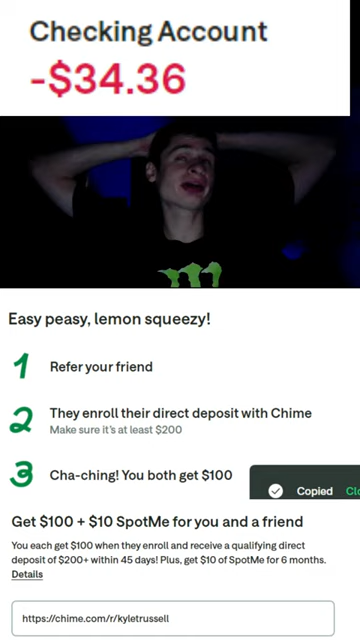 Checking Account
-$34.36
Easy peasy, lemon squeezy!
1 Refer your friend
2 They enroll their direct deposit with Chime
Make sure it's at least $200
3 Cha-ching! You both get $100
Copied Clo
Get $100 + $10 SpotMe for you and a friend
You each get $100 when they enroll and receive a qualifying direct
deposit of $200+ within 45 days! Plus, get $10 of SpotMe for 6 months.
Details
https://chime.com/r/kyletrussell